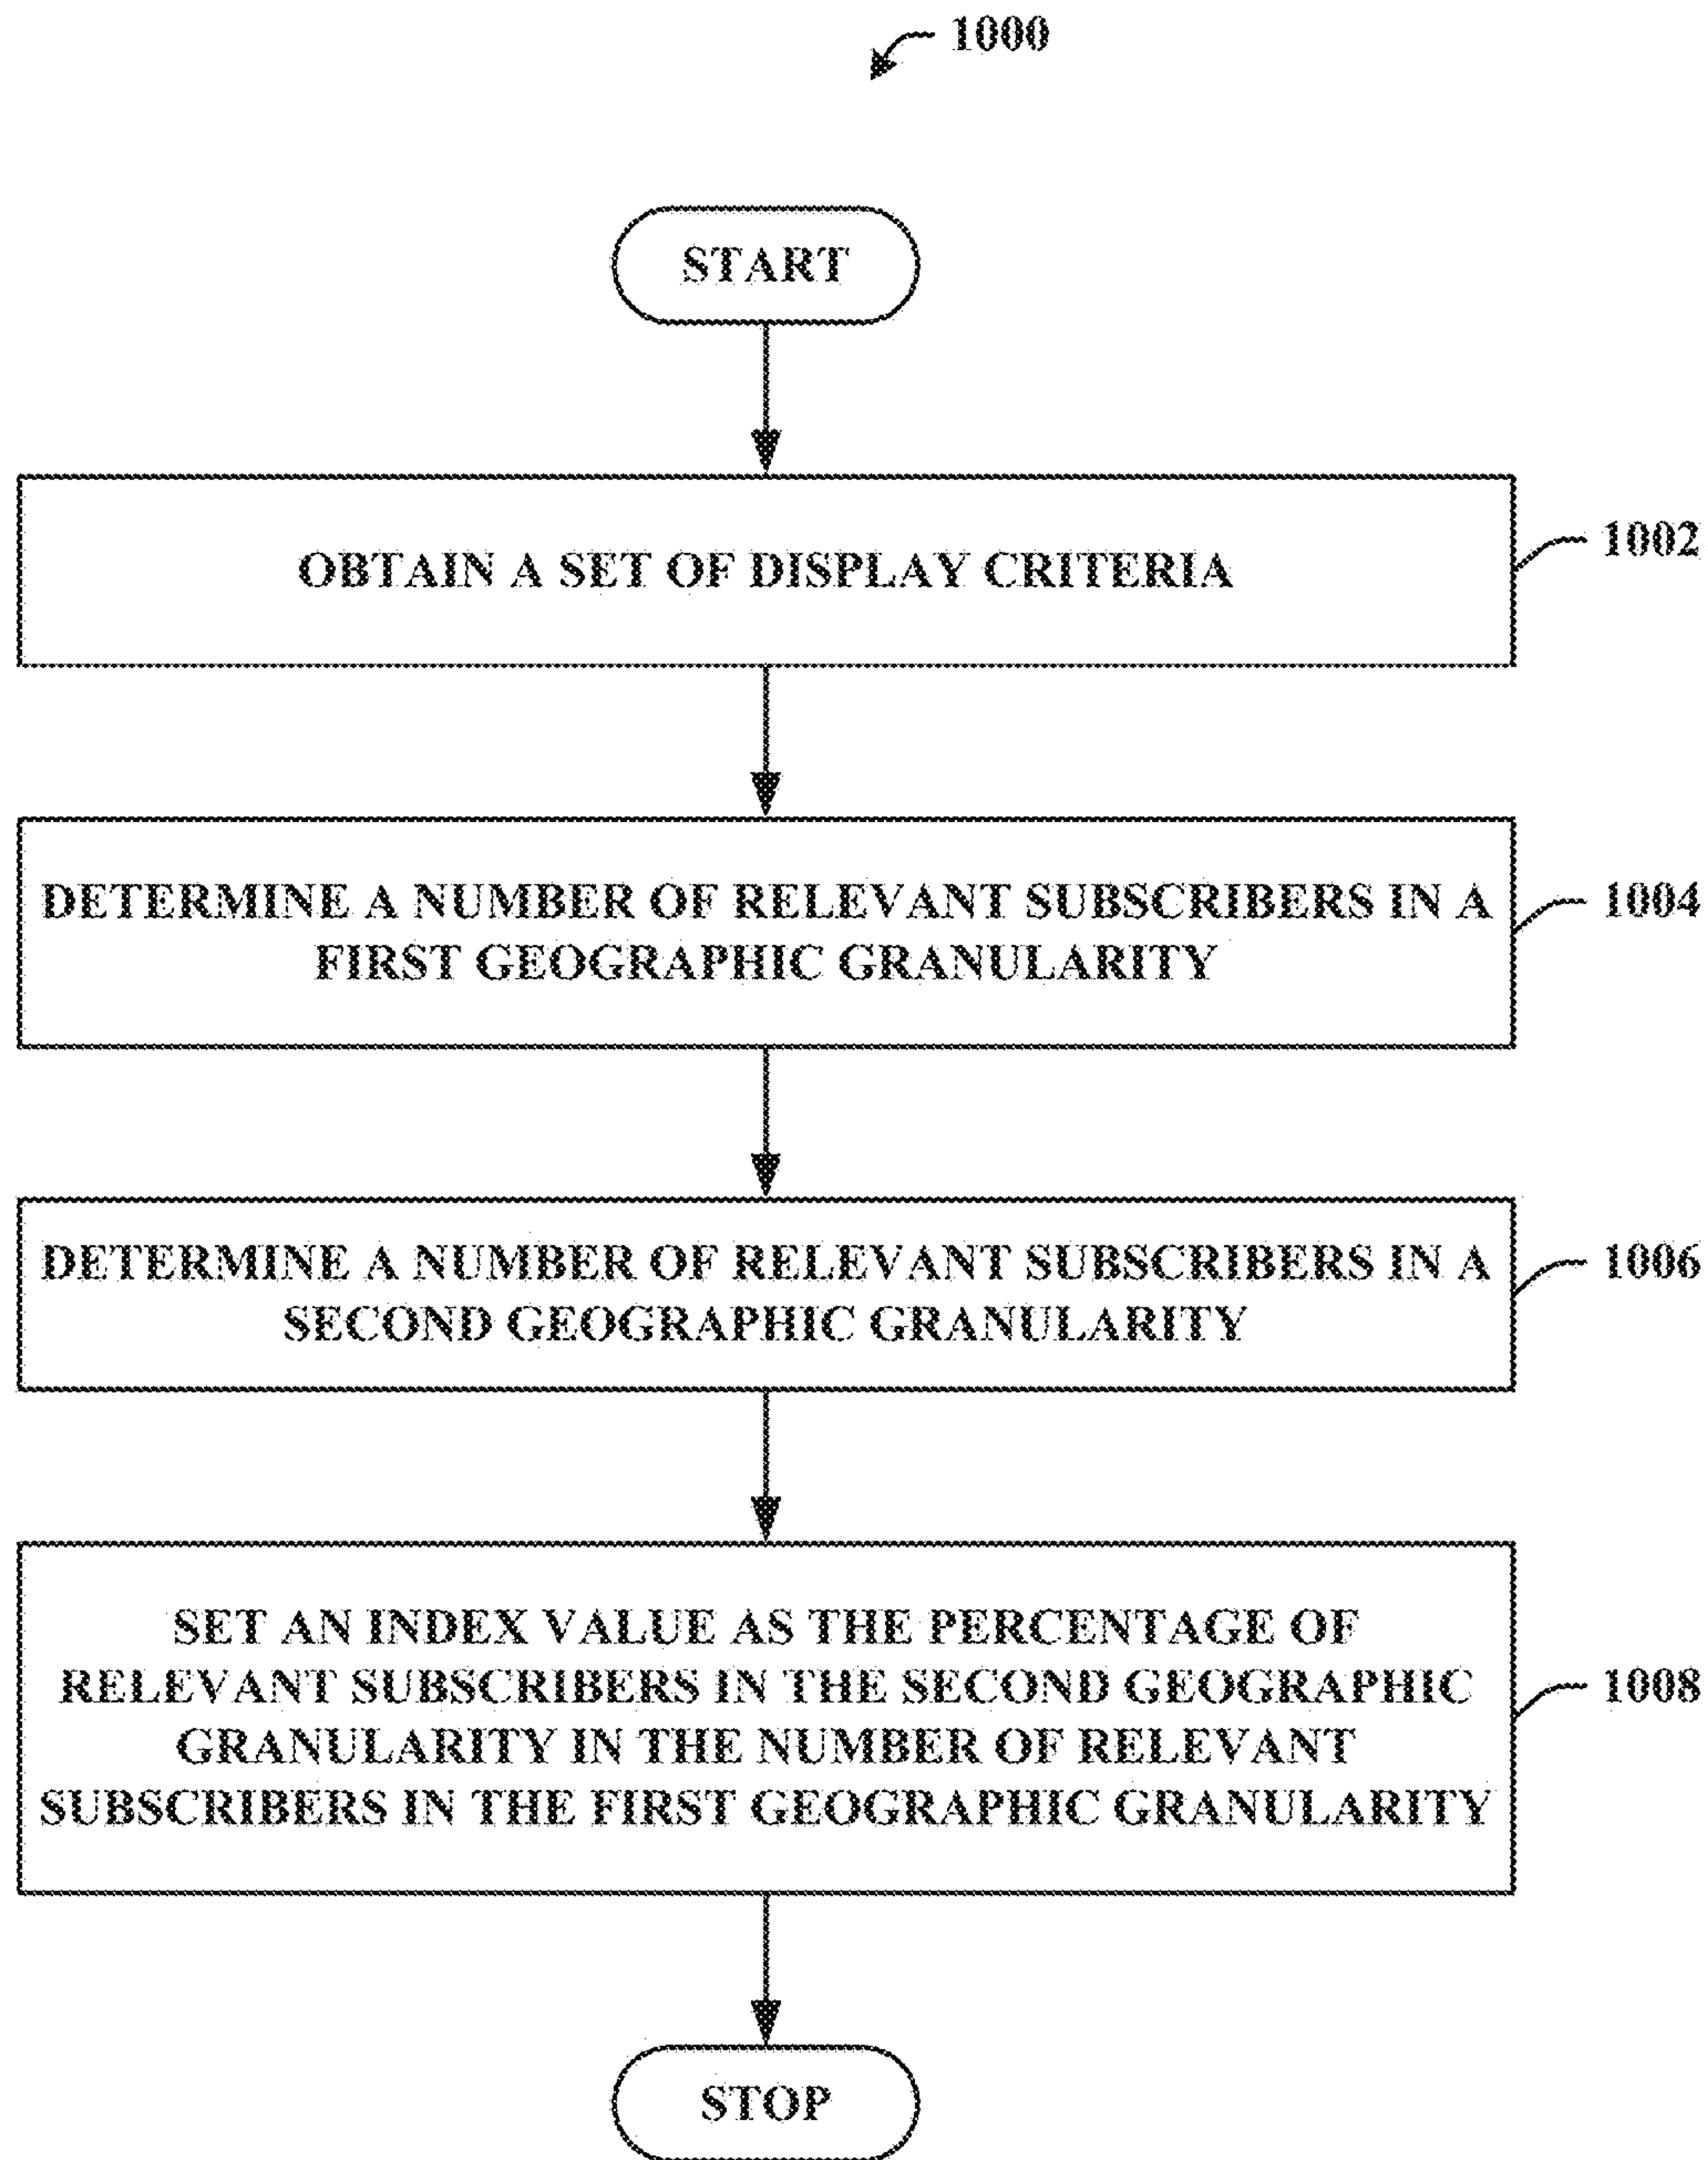 1000
START
OBTAIN A SET OF DISPLAY CRITERIA
1002
DETERMINE A NUMBER OF RELEVANT SUBSCRIBERS IN A
FIRST GEOGRAPHIC GRANULARITY
1004
DETERMINE A NUMBER OF RELEVANT SUBSCRIBERS IN A
SECOND GEOGRAPHIC GRANULARITY
1006
SET AN INDEX VALUE AS THE PERCENTAGE OF
RELEVANT SUBSCRIBERS IN THE SECOND GEOGRAPHIC
GRANULARITY IN THE NUMBER OF RELEVANT
SUBSCRIBERS IN THE FIRST GEOGRAPHIC GRANULARITY
1008
STOP